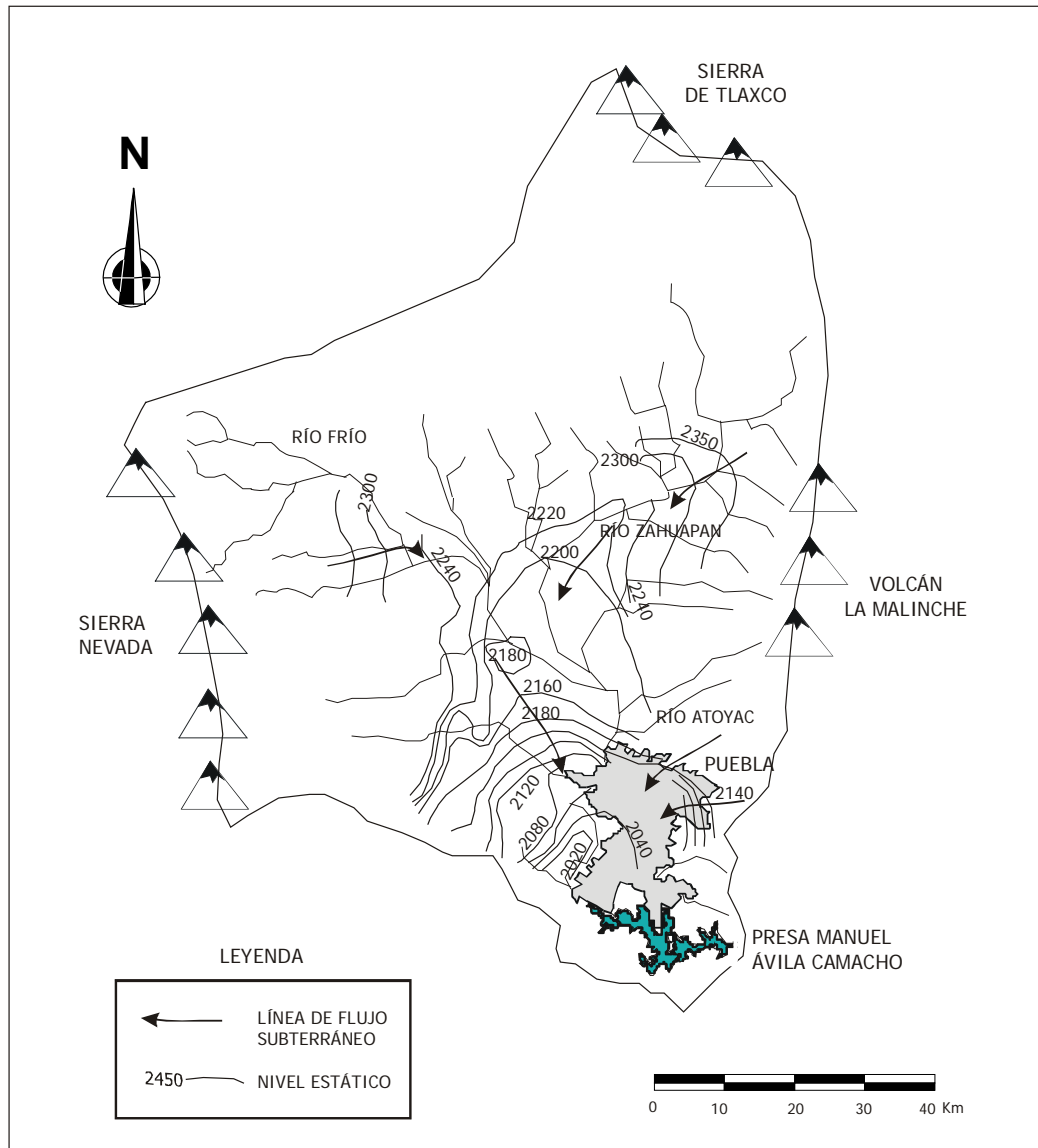 SIERRA
DE TLAXCO
N
RÍO FRÍO
2350
2300
2300
2220
RÍO ZAHUAPAN
2200
2240
2240
VOLCÁN
LA MALINCHE
SIERRA
NEVADA
2180
2160
2180
RÍO ATOYAC
PUEBLA
2120
2140
2080
2040
2020
PRESA MANUEL
ÁVILA CAMACHO
LEYENDA
LÍNEA DE FLUJO
SUBTERRÁNEO
2450 NIVEL ESTÁTICO
0 10 20 30 40 Km